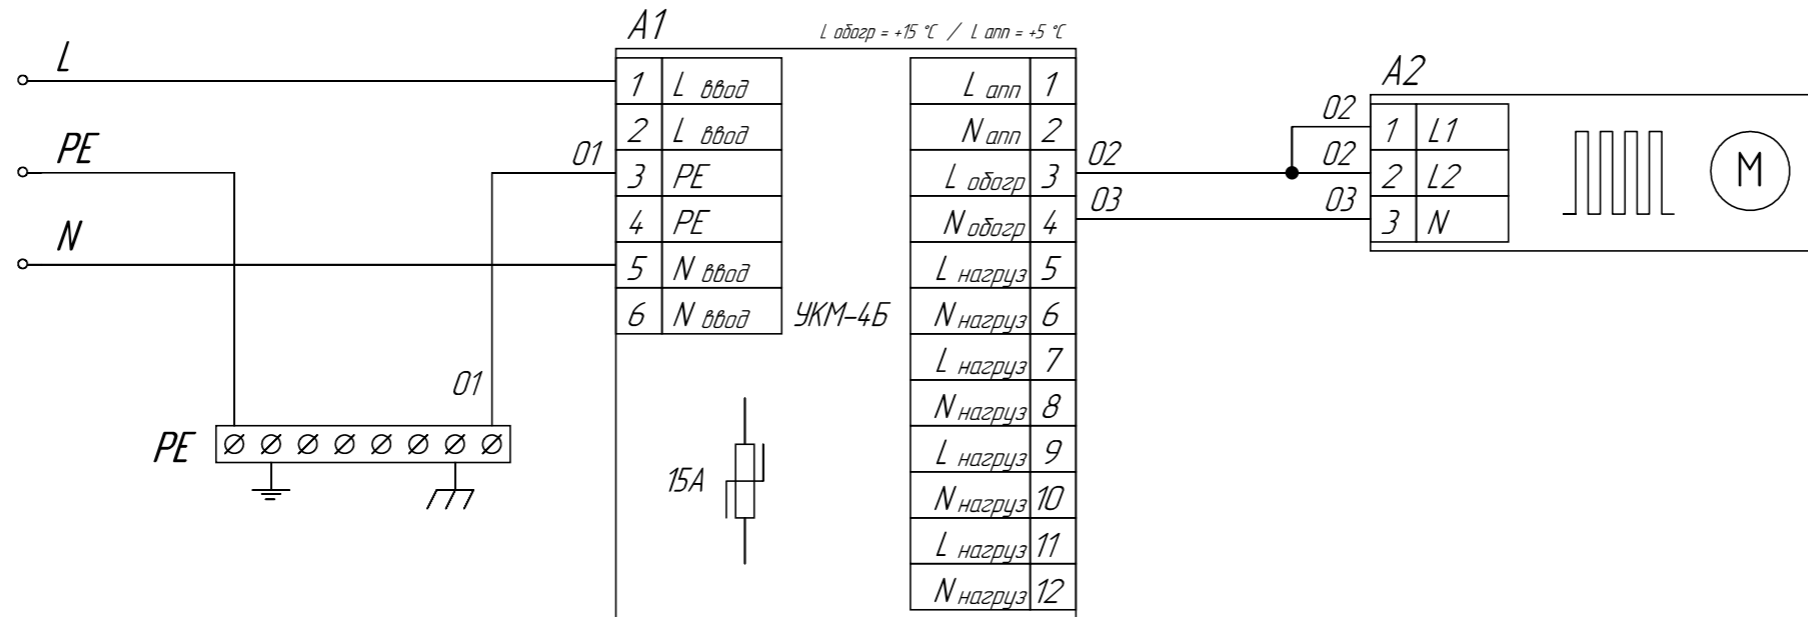 A1
L обогр = +15 °C / L апп = +5 °C
L
PE
N
01
01
PE
1 L ввод
2 L ввод
3 PE
4 PE
5 N ввод
6 N ввод
УКМ-4Б
15А
L апп 1
N апп 2
L обогр 3
N обогр 4
L нагруз 5
N нагруз 6
L нагруз 7
N нагруз 8
L нагруз 9
N нагруз 10
L нагруз 11
N нагруз 12
02
03
A2
02
02
03
1 L1
2 L2
3 N
M